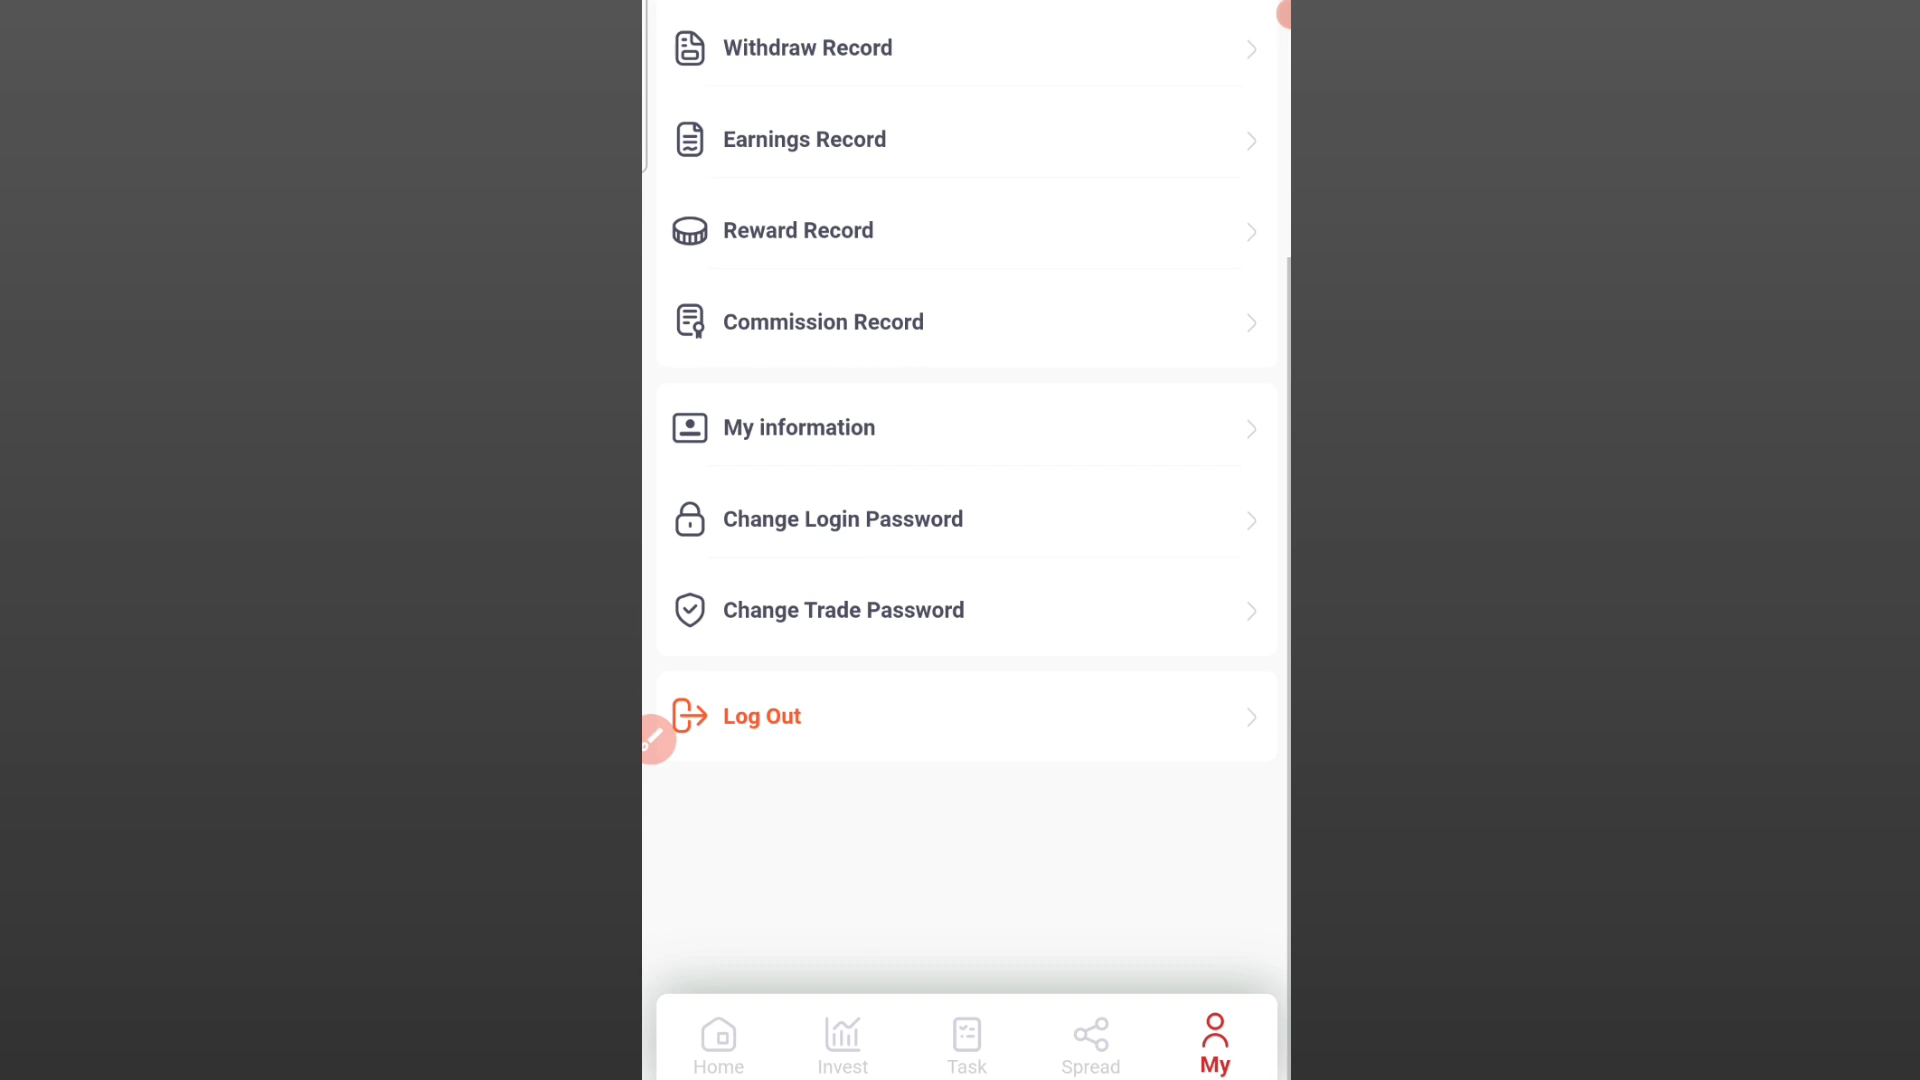 Withdraw Record
Earnings Record
Reward Record
Commission Record
My information
Change Login Password
Change Trade Password
Log Out
Home Invest Task Spread My